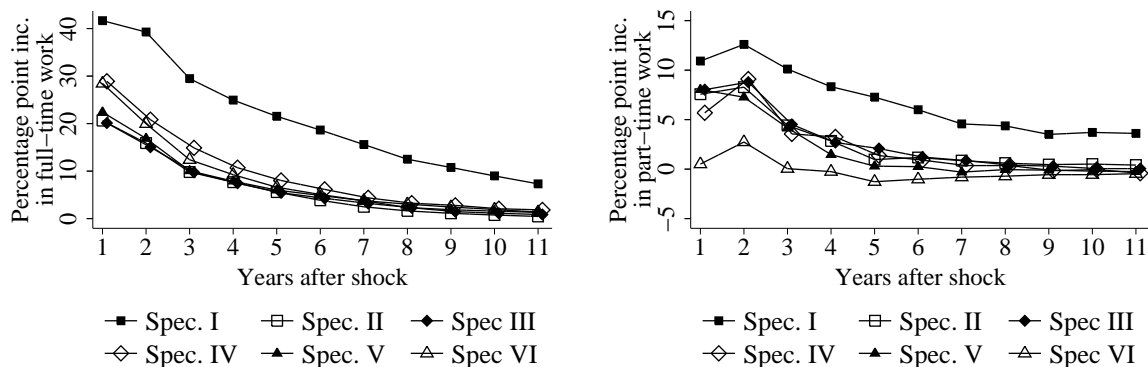 Percentage point inc.
in full−time work
40
30
20
10
0
1 2 3 4 5 6 7 8 9 10 11
Years after shock
Spec. I Spec. II Spec III
Spec. IV Spec. V Spec VI
Percentage point inc.
in part−time work
15
10
5
0
−5
1 2 3 4 5 6 7 8 9 10 11
Years after shock
Spec. I Spec. II Spec III
Spec. IV Spec. V Spec VI